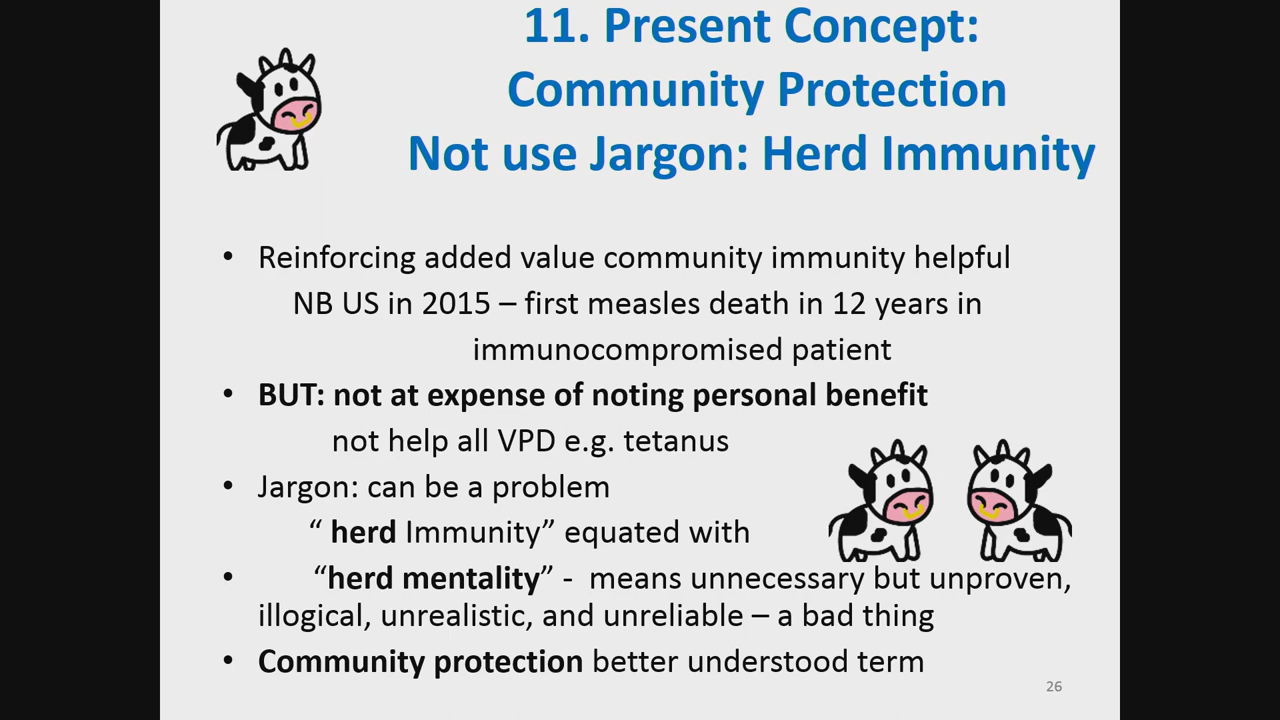 11. Present Concept:
Community Protection
Not use Jargon: Herd Immunity
• Reinforcing added value community immunity helpful
NB US in 2015 – first measles death in 12 years in
immunocompromised patient
• BUT: not at expense of noting personal benefit
not help all VPD e.g. tetanus
• Jargon: can be a problem
“ herd Immunity” equated with
• “herd mentality” - means unnecessary but unproven,
illogical, unrealistic, and unreliable – a bad thing
• Community protection better understood term
26